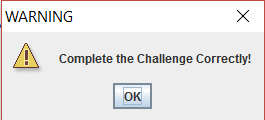 WARNING
Complete the Challenge Correctly!
OK